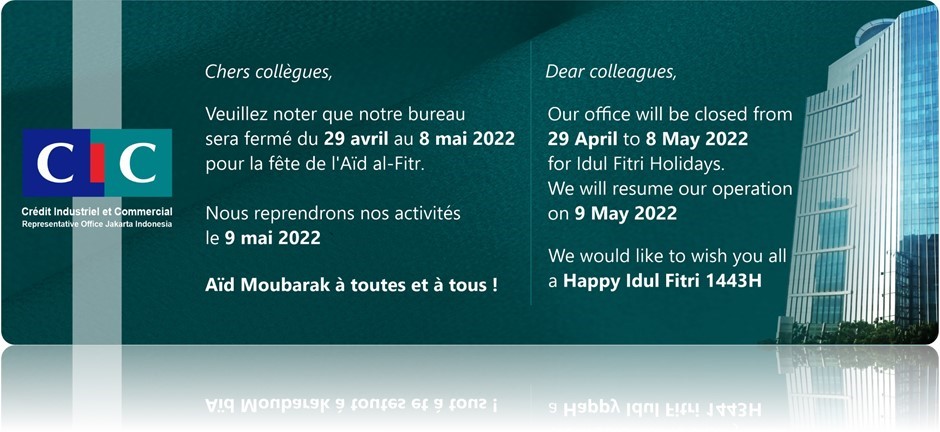 CIC
Crédit Industriel et Commercial
Representative Office Jakarta Indonesia
Chers collègues,
Veuillez noter que notre bureau
sera fermé du 29 avril au 8 mai 2022
pour la fête de l'Aïd al-Fitr.
Nous reprendrons nos activités
le 9 mai 2022
Aïd Moubarak à toutes et à tous !
Dear colleagues,
Our office will be closed from
29 April to 8 May 2022
for Idul Fitri Holidays.
We will resume our operation
on 9 May 2022
We would like to wish you all
a Happy Idul Fitri 1443H